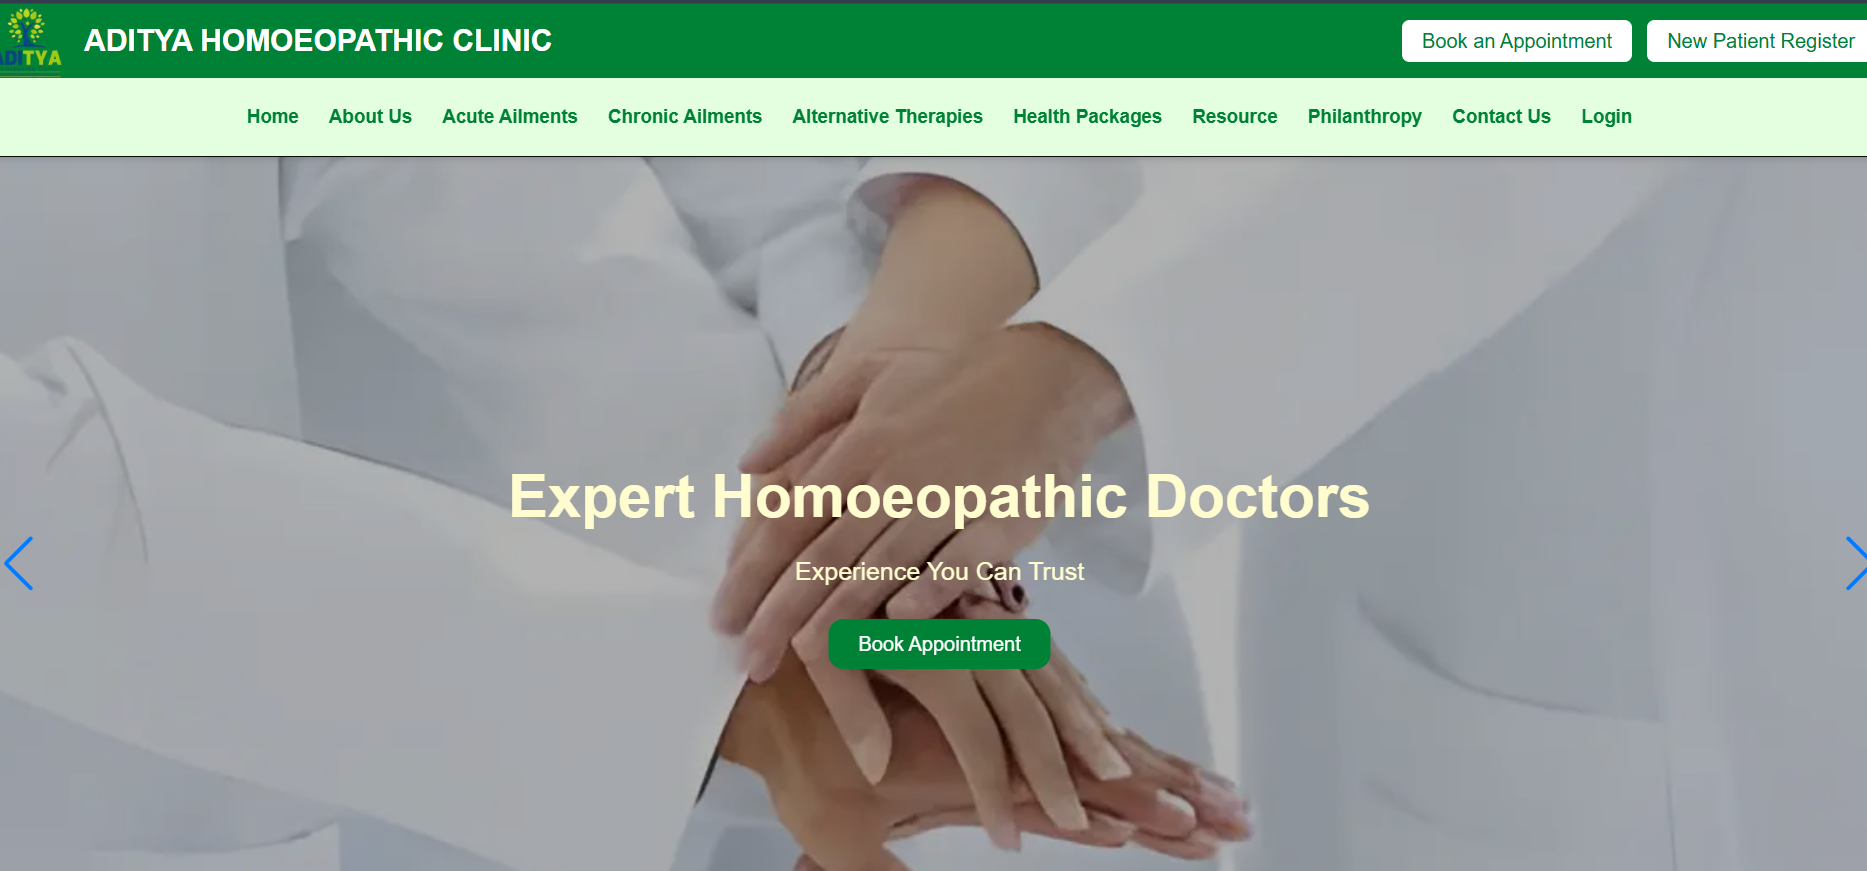 ADITYA
ADITYA HOMOEOPATHIC CLINIC
Book an Appointment
New Patient Register
Home About Us Acute Ailments Chronic Ailments Alternative Therapies Health Packages Resource Philanthropy Contact Us Login
Expert Homoeopathic Doctors
Experience You Can Trust
Book Appointment